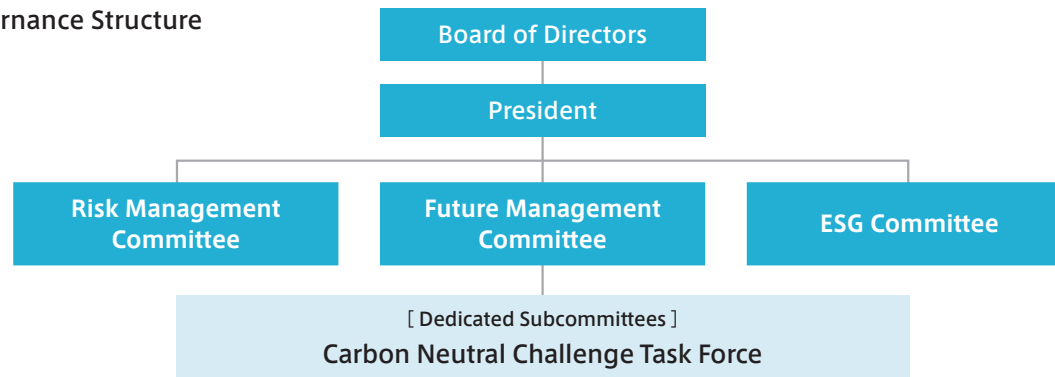 rnance Structure
Board of Directors
President
Risk Management
Committee
Future Management
Committee
ESG Committee
[ Dedicated Subcommittees ]
Carbon Neutral Challenge Task Force